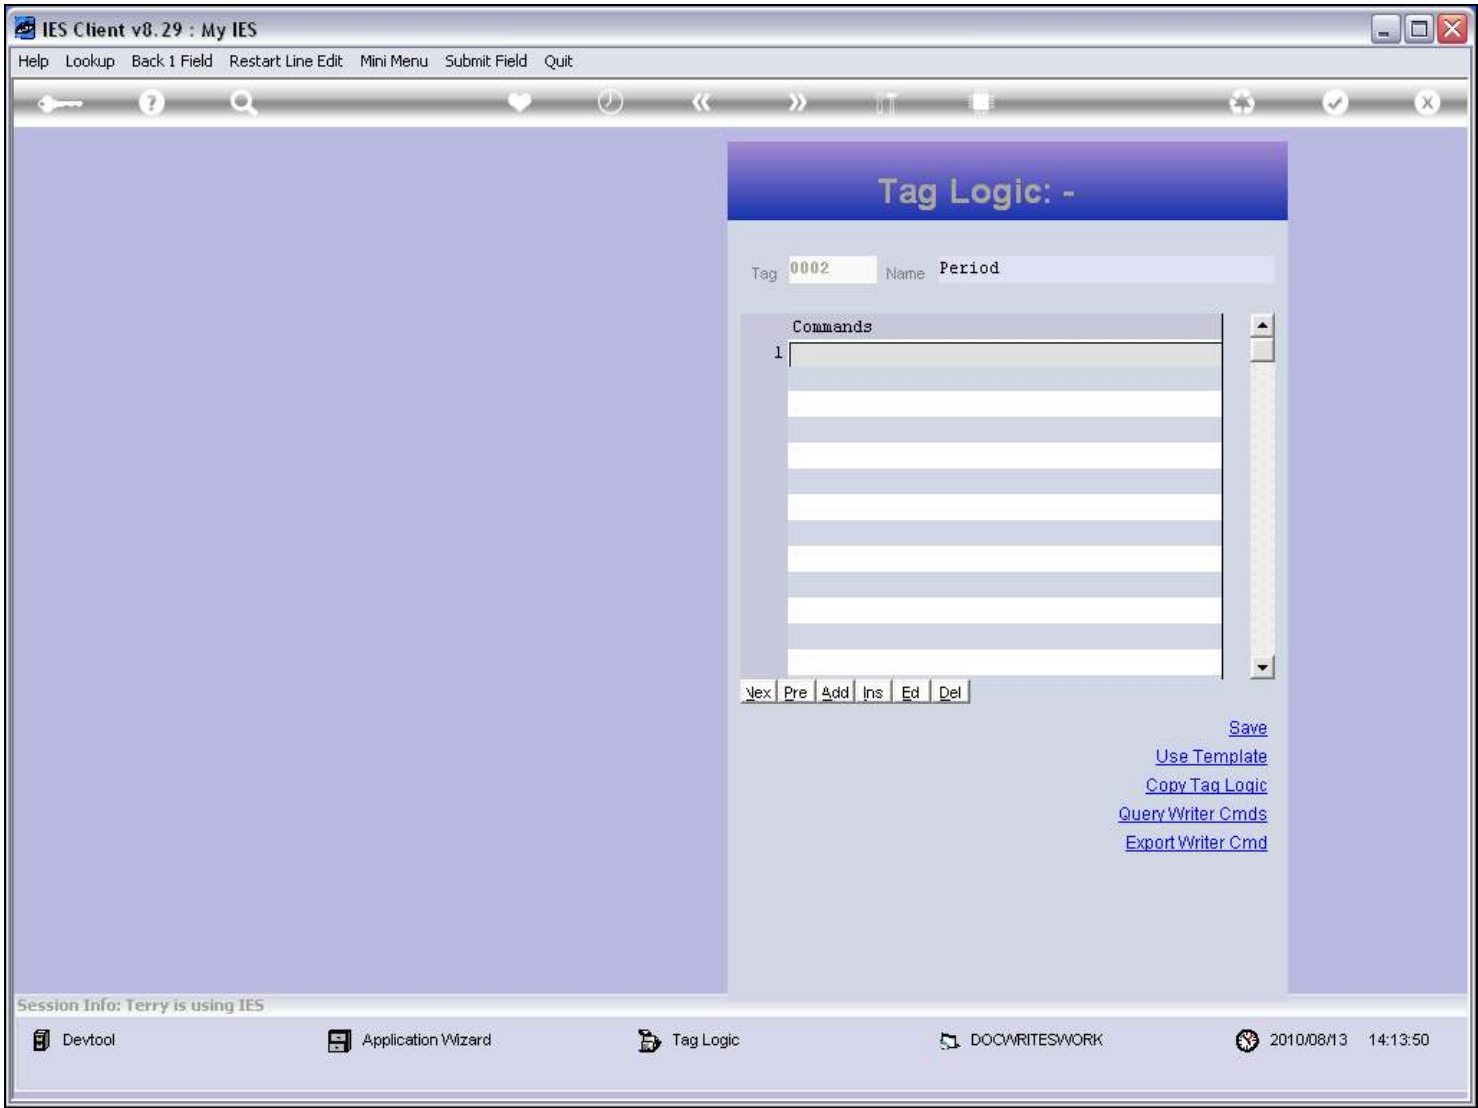 IES Client v8.29 : My IES
Help Lookup Back 1 Field Restart Line Edit Mini Menu Submit Field Quit
Tag Logic: -
Tag 0002 Name Period
Commands
1
Nex Pre Add Ins Ed Del
Save
Use Template
Copy Tag Logic
Query Writer Cmds
Export Writer Cmd
Session Info: Terry is using IES
Devtool Application Wizard Tag Logic DOCWRITESWORK 2010/08/13 14:13:50